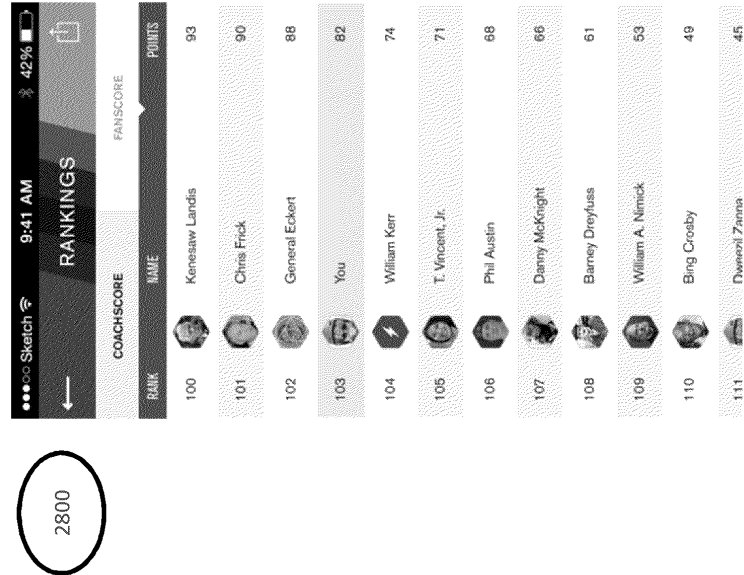 ●●●○○ Sketch 9:41 AM 42%
RANKINGS
COACHSCORE FANSCORE
RANK NAME POINTS
100 Kenesaw Landis 93
101 Chris Frick 90
102 General Eckert 88
103 You 82
104 William Kerr 74
105 T. Vincent, Jr. 71
106 Phil Austin 68
107 Danny McKnight 66
108 Barney Dreyfuss 61
109 William A. Nimick 53
110 Bing Crosby 49
111 Dweezil Zappa 45
2800